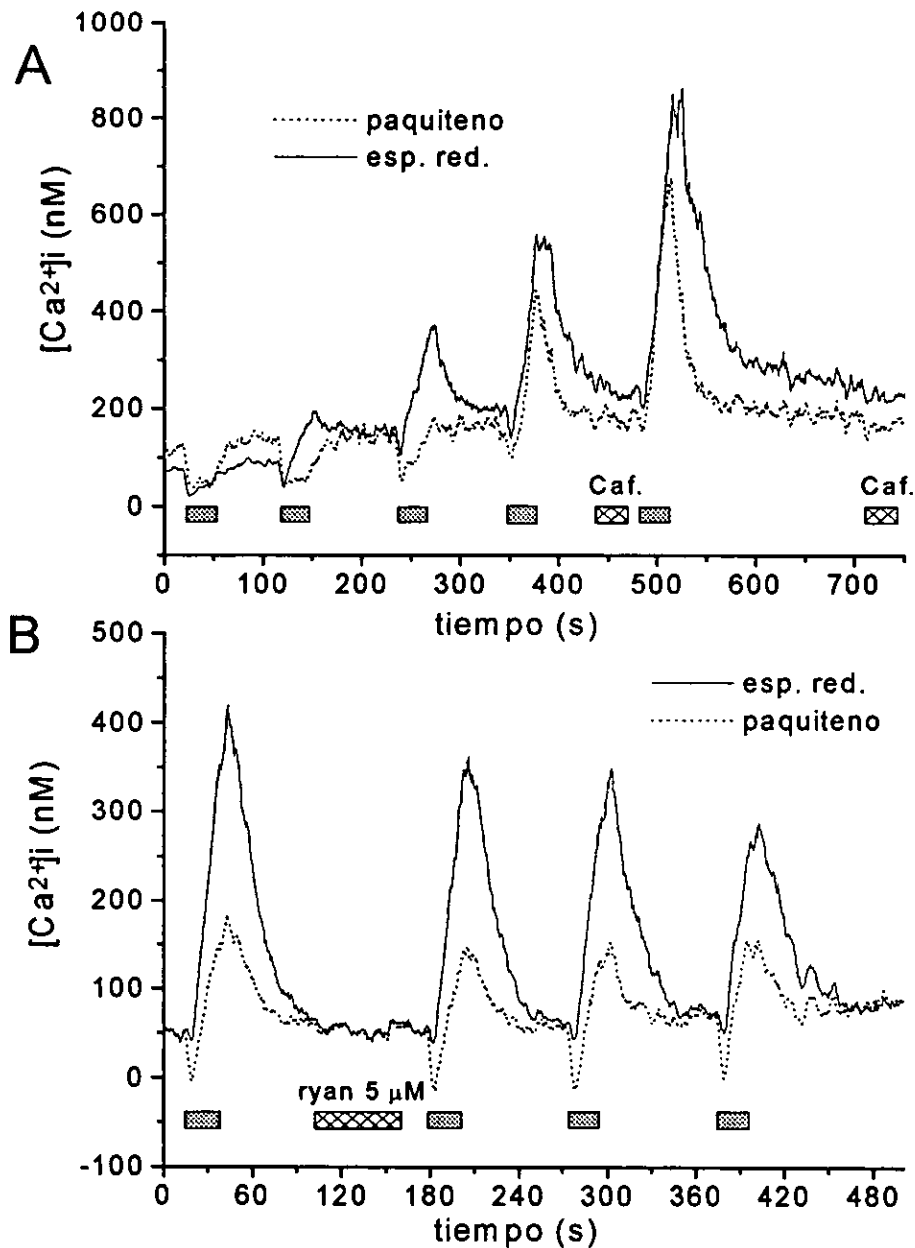 A
1000
800
600
400
200
0
[Ca²⁺]i (nM)
paquiteno
esp. red.
Caf.
Caf.
0 100 200 300 400 500 600 700
tiempo (s)
B
500
400
300
200
100
0
-100
[Ca²⁺]i (nM)
esp. red.
paquiteno
ryan 5 µM
0 60 120 180 240 300 360 420 480
tiempo (s)